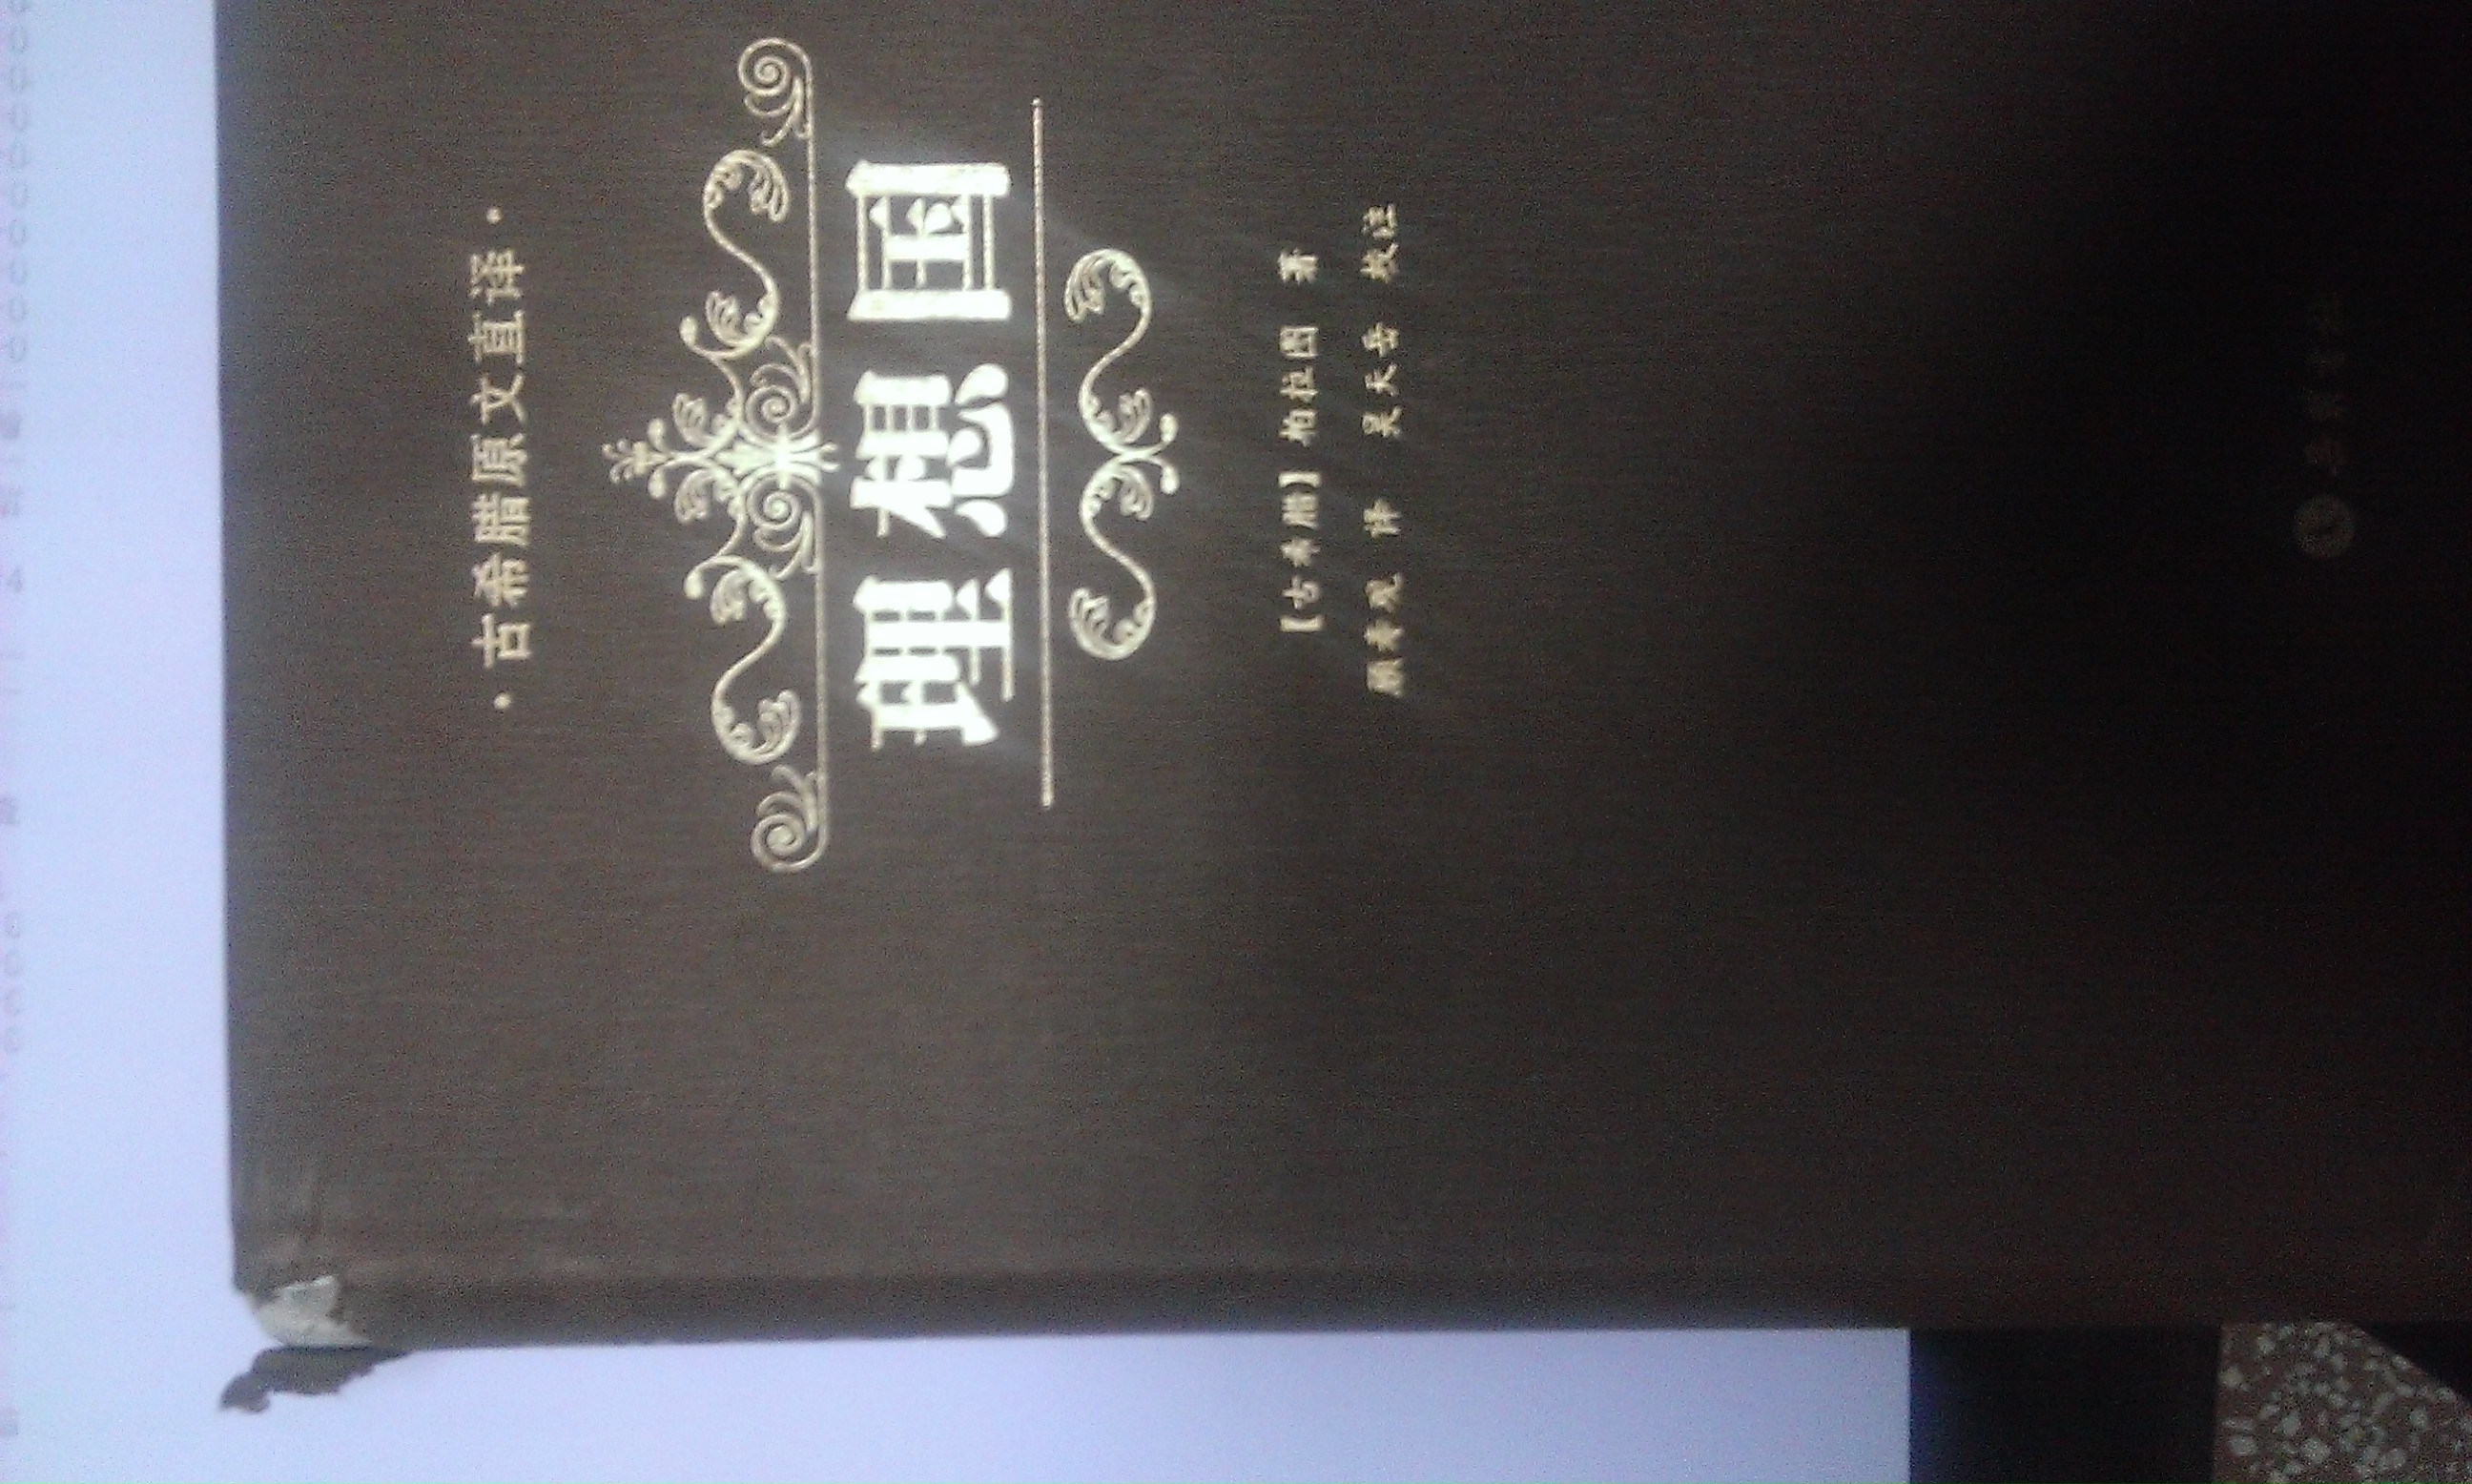 ·古希腊原文直译·
理想国
【古希腊】柏拉图 著
顾寿观 译 吴天岳 校注